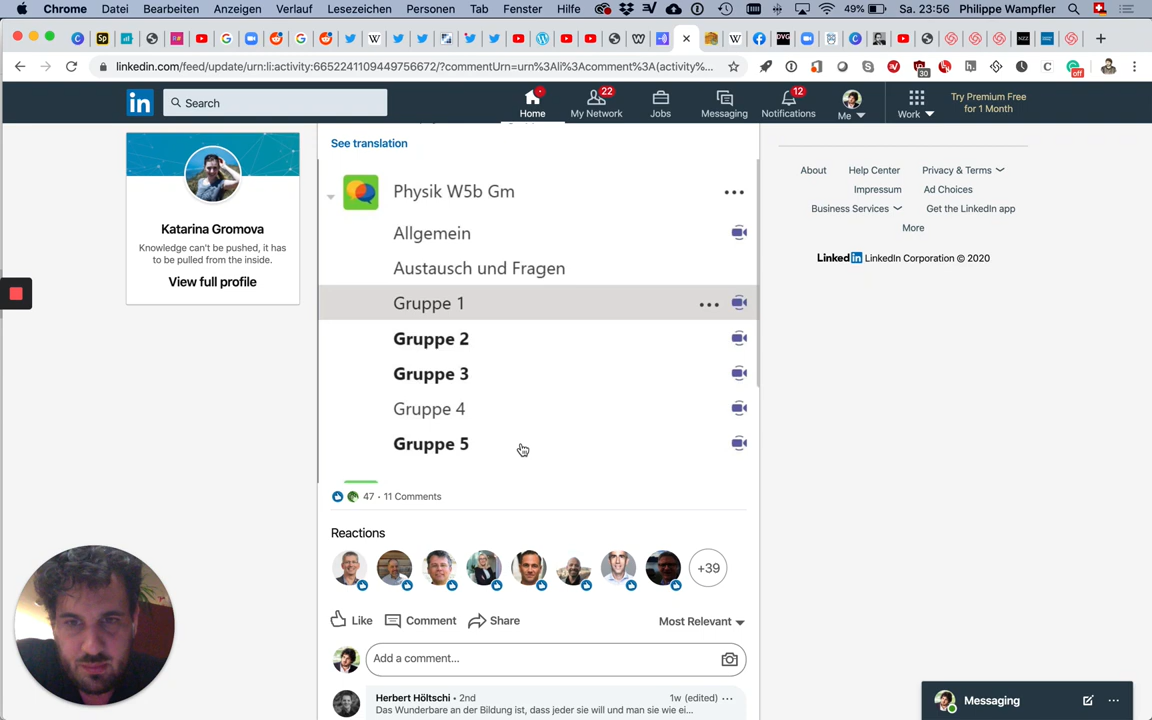 Chrome Datei Bearbeiten Anzeigen Verlauf Lesezeichen Personen Tab Fenster Hilfe 49% Sa. 23:56 Philippe Wampfler
linkedin.com/feed/update/urn:li:activity:6652241109449756672/?commentUrn=urn%3Ali%3Acomment%3A(activity%...
30
off
in
Search
Home
22
My Network
Jobs
Messaging
12
Notifications
Me
Work
Try Premium Free
for 1 Month
Katarina Gromova
Knowledge can't be pushed, it has
to be pulled from the inside.
View full profile
See translation
Physik W5b Gm
Allgemein
Austausch und Fragen
Gruppe 1
Gruppe 2
Gruppe 3
Gruppe 4
Gruppe 5
47 · 11 Comments
Reactions
+39
Like Comment Share Most Relevant
Add a comment...
Herbert Höltschi • 2nd 1w (edited)
Das Wunderbare an der Bildung ist, dass jeder sie will und man sie wie ei...
About Help Center Privacy & Terms
Impressum Ad Choices
Business Services Get the LinkedIn app
More
Linked in LinkedIn Corporation © 2020
Messaging